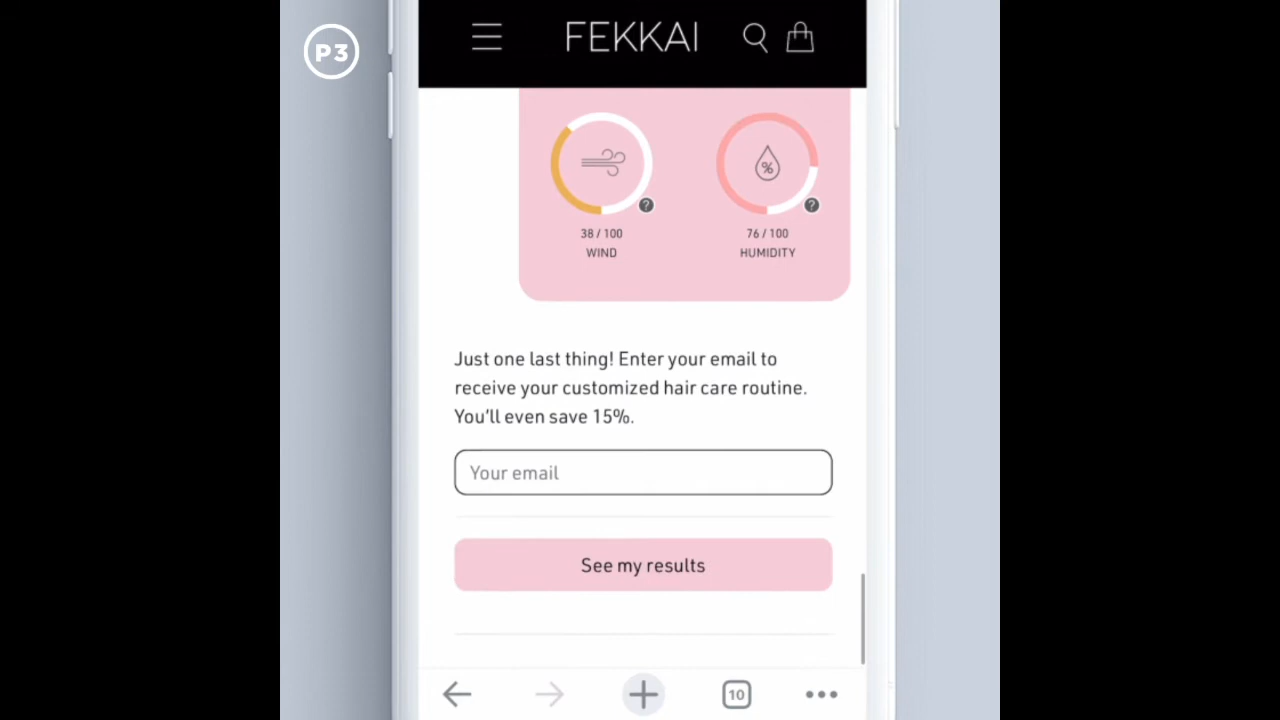 P3
FEKKAI
%
? ?
38 / 100 76 / 100
WIND HUMIDITY
Just one last thing! Enter your email to
receive your customized hair care routine.
You'll even save 15%.
Your email
See my results
10